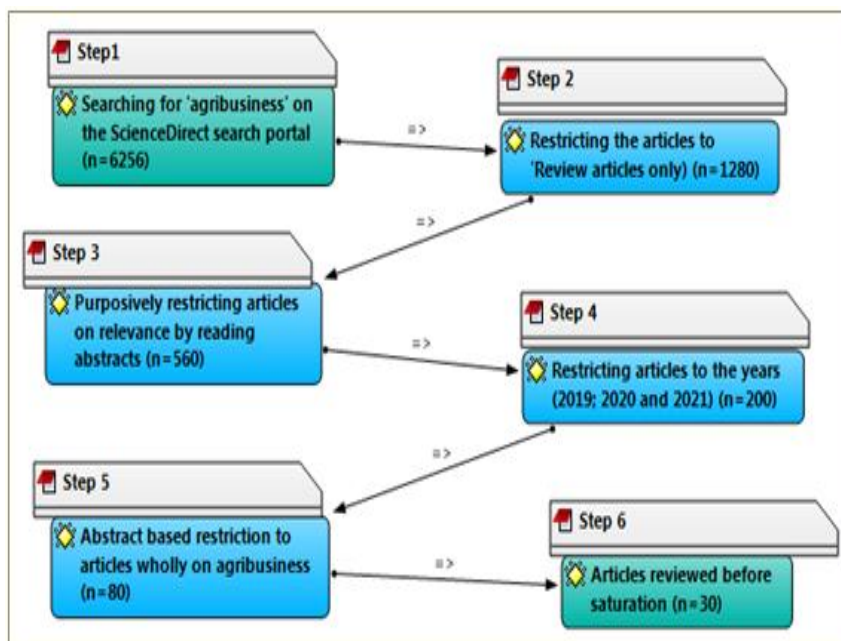 Step1
Searching for 'agribusiness' on
the ScienceDirect search portal
(n=6256)
=>
Step 2
Restricting the articles to
'Review articles only) (n=1280)
=>
Step 3
Purposively restricting articles
on relevance by reading
abstracts (n=560)
=>
Step 4
Restricting articles to the years
(2019; 2020 and 2021) (n=200)
=>
Step 5
Abstract based restriction to
articles wholly on agribusiness
(n=80)
=>
Step 6
Articles reviewed before
saturation (n=30)